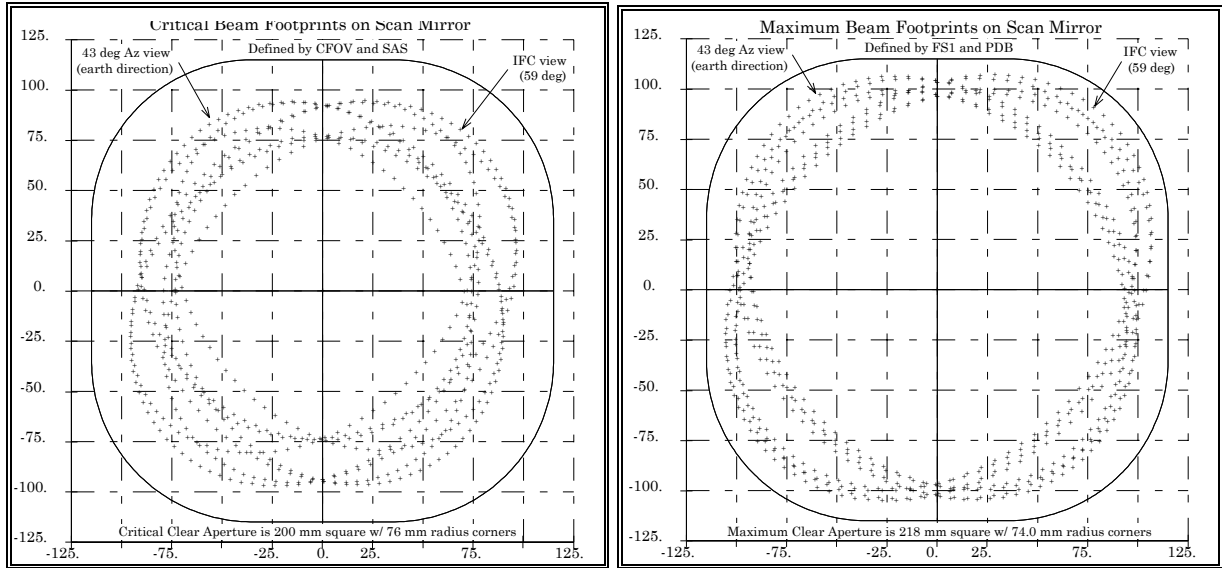 Critical Beam Footprints on Scan Mirror
Defined by CFOV and SAS
43 deg Az view
(earth direction)
IFC view
(59 deg)
125.
100.
75.
50.
25.
0.
-25.
-50.
-75.
-100.
-125.
Critical Clear Aperture is 200 mm square w/ 76 mm radius corners
-125.
-75.
-25.
0.
25.
75.
125.
Maximum Beam Footprints on Scan Mirror
Defined by FS1 and PDB
43 deg Az view
(earth direction)
IFC view
(59 deg)
125.
100.
75.
50.
25.
0.
-25.
-50.
-75.
-100.
-125.
Maximum Clear Aperture is 218 mm square w/ 74.0 mm radius corners
-125.
-75.
-25.
0.
25.
75.
125.